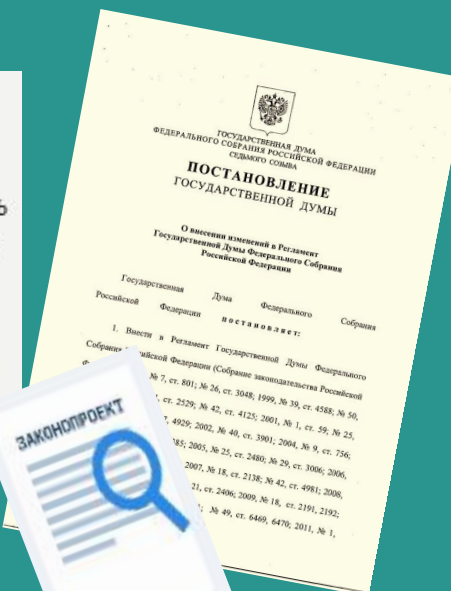 ь
ГОСУДАРСТВЕННАЯ ДУМА
ФЕДЕРАЛЬНОГО СОБРАНИЯ РОССИЙСКОЙ ФЕДЕРАЦИИ
СЕДЬМОГО СОЗЫВА
ПОСТАНОВЛЕНИЕ
ГОСУДАРСТВЕННОЙ ДУМЫ
О внесении изменений в Регламент
Государственной Думы Федерального Собрания
Российской Федерации
Государственная Дума Федерального Собрания
Российской Федерации постановляет:
1. Внести в Регламент Государственной Думы Федерального
Собрания Российской Федерации (Собрание законодательства Российской
№ 7, ст. 801; № 26, ст. 3048; 1999, № 39, ст. 4588; № 50,
ст. 2529; № 42, ст. 4125; 2001, № 1, ст. 59; № 25,
4929; 2002, № 40, ст. 3901; 2004, № 9, ст. 756;
2005, № 25, ст. 2480; № 29, ст. 3006; 2006,
2007, № 18, ст. 2138; № 42, ст. 4981; 2008,
21, ст. 2406; 2009, № 18, ст. 2191, 2192;
№ 49, ст. 6469, 6470; 2011, № 1,
ЗАКОНОПРОЕКТ